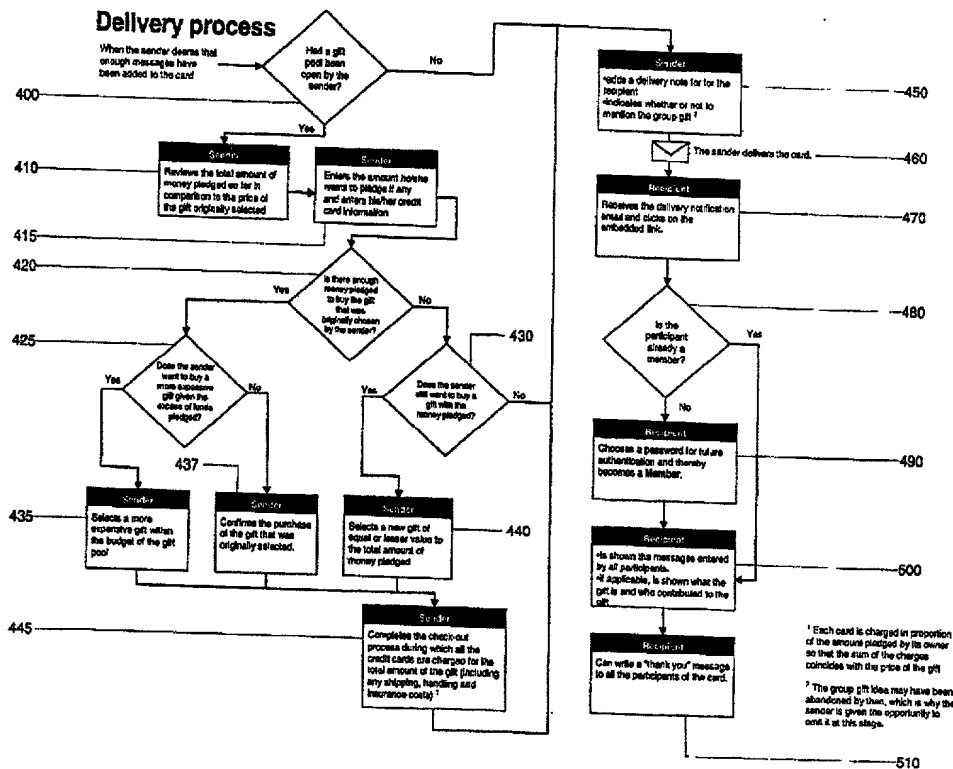 Delivery process
When the sender deems that
enough messages have
been added to the card
Had a gift
pool been
open by the
sender?
No
Yes
400
Sender
Reviews the total amount of
money pledged so far in
comparison to the price of
the gift originally selected
410
Sender
Enters the amount he/she
wants to pledge if any
and enters his/her credit
card information
415
420
Is there enough
money pledged
to buy the gift
that was
originally chosen
by the sender?
Yes
No
425
Does the sender
want to buy a
more expensive
gift given the
excess of funds
pledged?
Yes
No
430
Does the sender
still want to buy a
gift with the
money pledged?
Yes
No
437
435
Sender
Selects a more
expensive gift within
the budget of the gift
pool
Sender
Confirms the purchase
of the gift that was
originally selected.
Sender
Selects a new gift of
equal or lesser value to
the total amount of
money pledged
440
445
Sender
Completes the check-out
process during which all the
credit cards are charged for the
total amount of the gift (including
any shipping, handling and
insurance costs) 1
Sender
•adds a delivery note for for the
recipient
•indicates whether or not to
mention the group gift 2
450
The sender delivers the card.
460
Recipient
Receives the delivery notification
email and clicks on the
embedded link.
470
480
Is the
participant
already a
member?
Yes
No
Recipient
Chooses a password for future
authentication and thereby
becomes a Member.
490
Recipient
•Is shown the messages entered
by all participants.
•if applicable, is shown what the
gift is and who contributed to the
gift
500
Recipient
Can write a "thank you" message
to all the participants of the card.
510
1 Each card is charged in proportion
of the amount pledged by its owner
so that the sum of the charges
coincides with the price of the gift
2 The group gift idea may have been
abandoned by then, which is why the
sender is given the opportunity to
omit it at this stage.